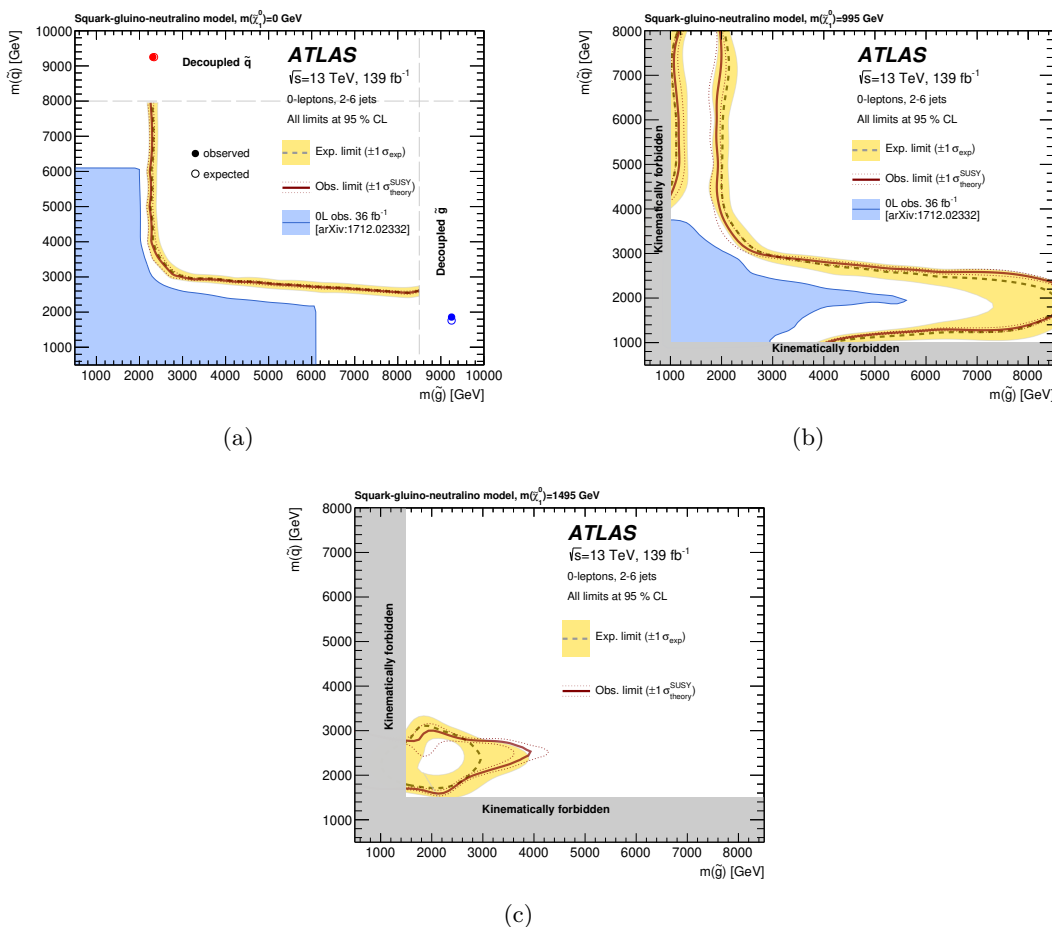 Squark-gluino-neutralino model, m(χ̃₁⁰)=0 GeV
m(q̃) [GeV]
10000
9000
8000
7000
6000
5000
4000
3000
2000
1000
Decoupled q̃
ATLAS
√s=13 TeV, 139 fb⁻¹
0-leptons, 2-6 jets
All limits at 95 % CL
observed
expected
Exp. limit (±1 σ_exp)
Obs. limit (±1 σ_theory^SUSY)
0L obs. 36 fb⁻¹
[arXiv:1712.02332]
Decoupled g̃
1000 2000 3000 4000 5000 6000 7000 8000 9000 10000
m(g̃) [GeV]
(a)
Squark-gluino-neutralino model, m(χ̃₁⁰)=995 GeV
m(q̃) [GeV]
8000
7000
6000
5000
4000
3000
2000
1000
Kinematically forbidden
ATLAS
√s=13 TeV, 139 fb⁻¹
0-leptons, 2-6 jets
All limits at 95 % CL
Exp. limit (±1 σ_exp)
Obs. limit (±1 σ_theory^SUSY)
0L obs. 36 fb⁻¹
[arXiv:1712.02332]
Kinematically forbidden
1000 2000 3000 4000 5000 6000 7000 8000
m(g̃) [GeV]
(b)
Squark-gluino-neutralino model, m(χ̃₁⁰)=1495 GeV
m(q̃) [GeV]
8000
7000
6000
5000
4000
3000
2000
1000
Kinematically forbidden
ATLAS
√s=13 TeV, 139 fb⁻¹
0-leptons, 2-6 jets
All limits at 95 % CL
Exp. limit (±1 σ_exp)
Obs. limit (±1 σ_theory^SUSY)
Kinematically forbidden
1000 2000 3000 4000 5000 6000 7000 8000
m(g̃) [GeV]
(c)